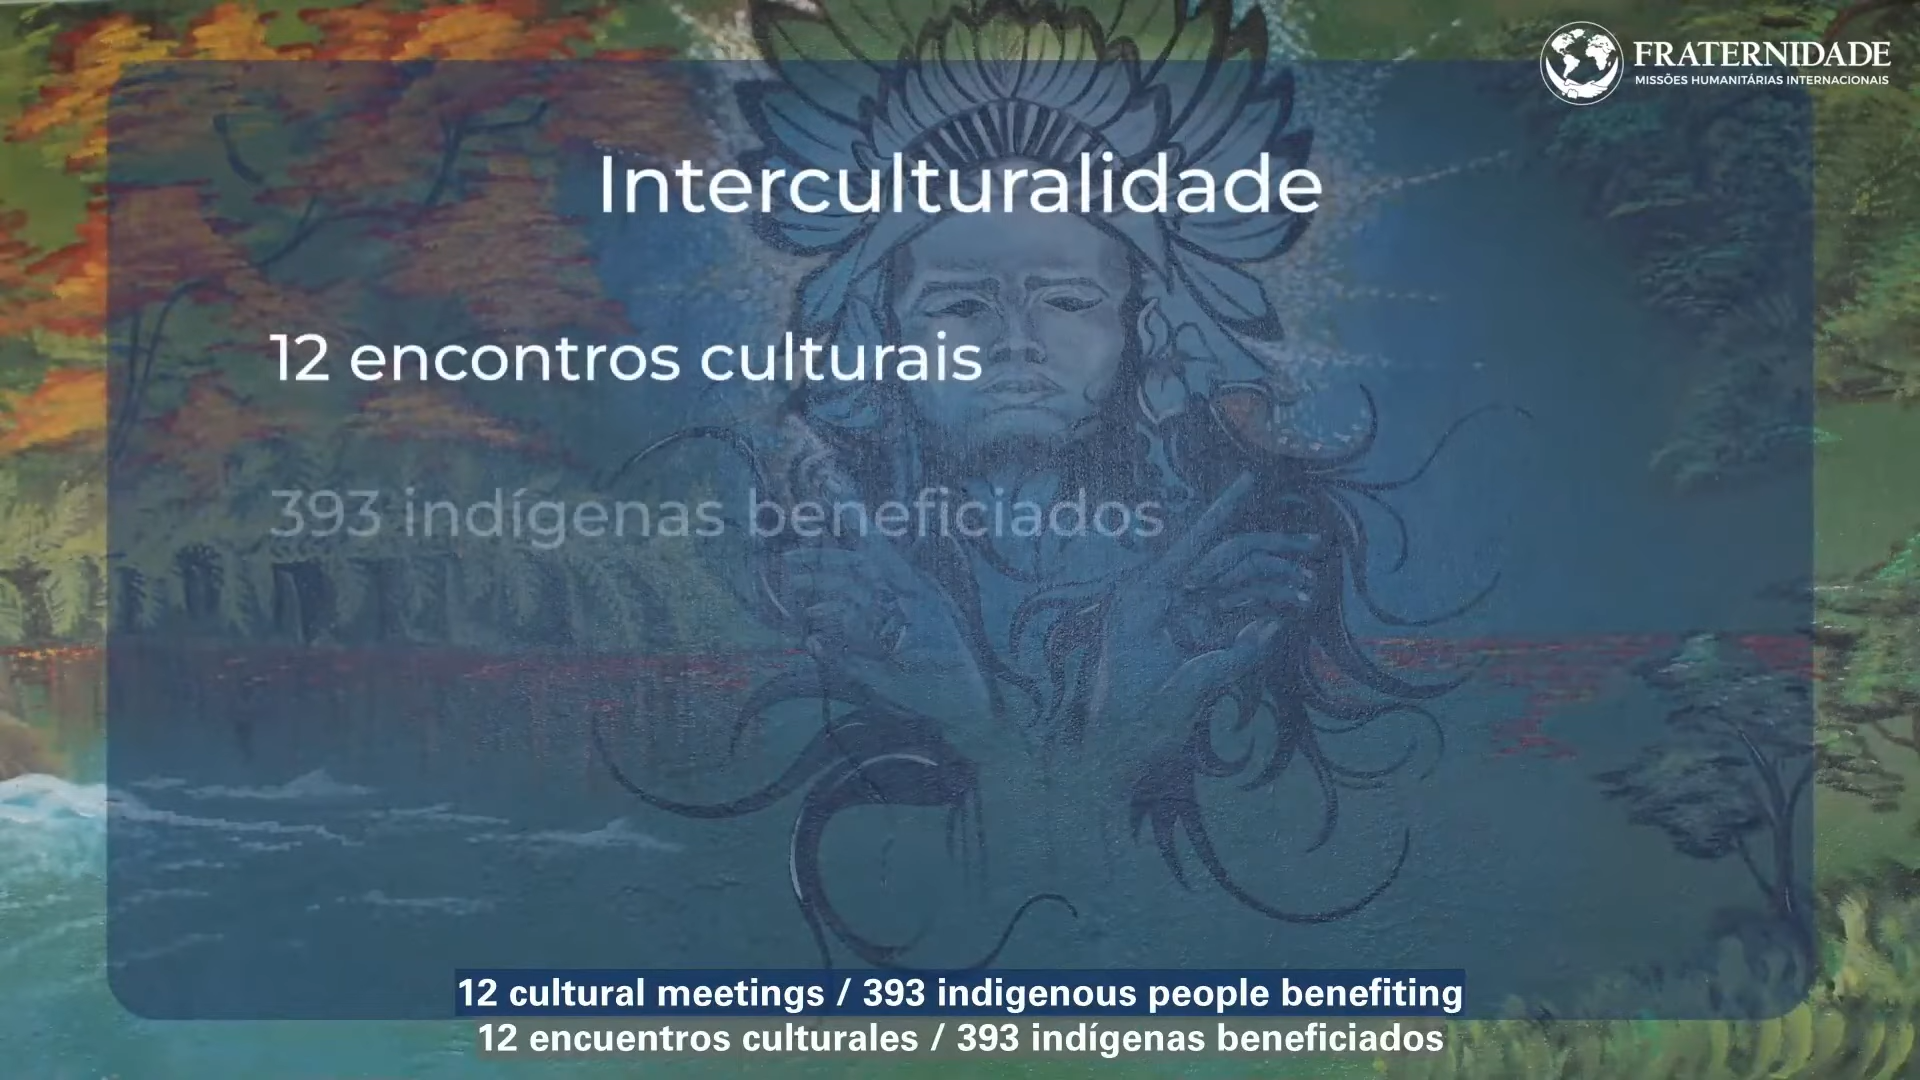 FRATERNIDADE
MISSÕES HUMANITÁRIAS INTERNACIONAIS
Interculturalidade
12 encontros culturais
393 indígenas beneficiados
12 cultural meetings / 393 indigenous people benefiting
12 encuentros culturales / 393 indígenas beneficiados